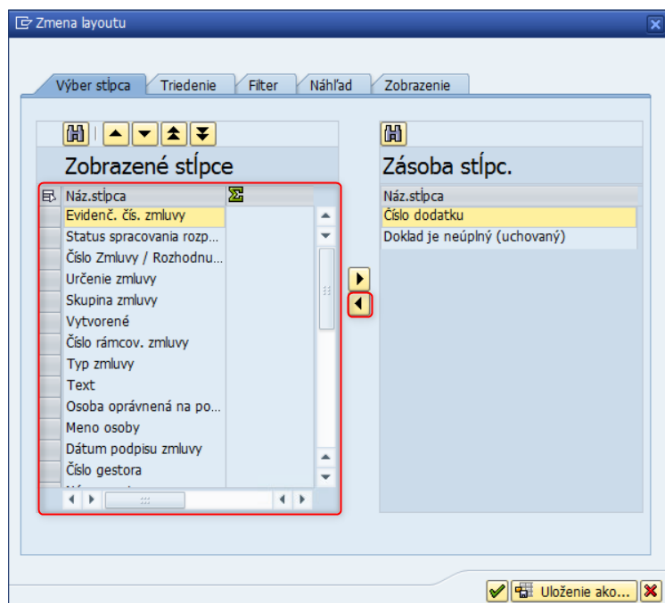 Zmena layoutu
Výber stĺpca
Triedenie
Filter
Náhľad
Zobrazenie
Zobrazené stĺpce
Náz.stĺpca
Evidenč. čís. zmluvy
Status spracovania rozp...
Číslo Zmluvy / Rozhodnu...
Určenie zmluvy
Skupina zmluvy
Vytvorené
Číslo rámcov. zmluvy
Typ zmluvy
Text
Osoba oprávnená na po...
Meno osoby
Dátum podpisu zmluvy
Číslo gestora
Zásoba stĺpc.
Náz.stĺpca
Číslo dodatku
Doklad je neúplný (uchovaný)
Uloženie ako...